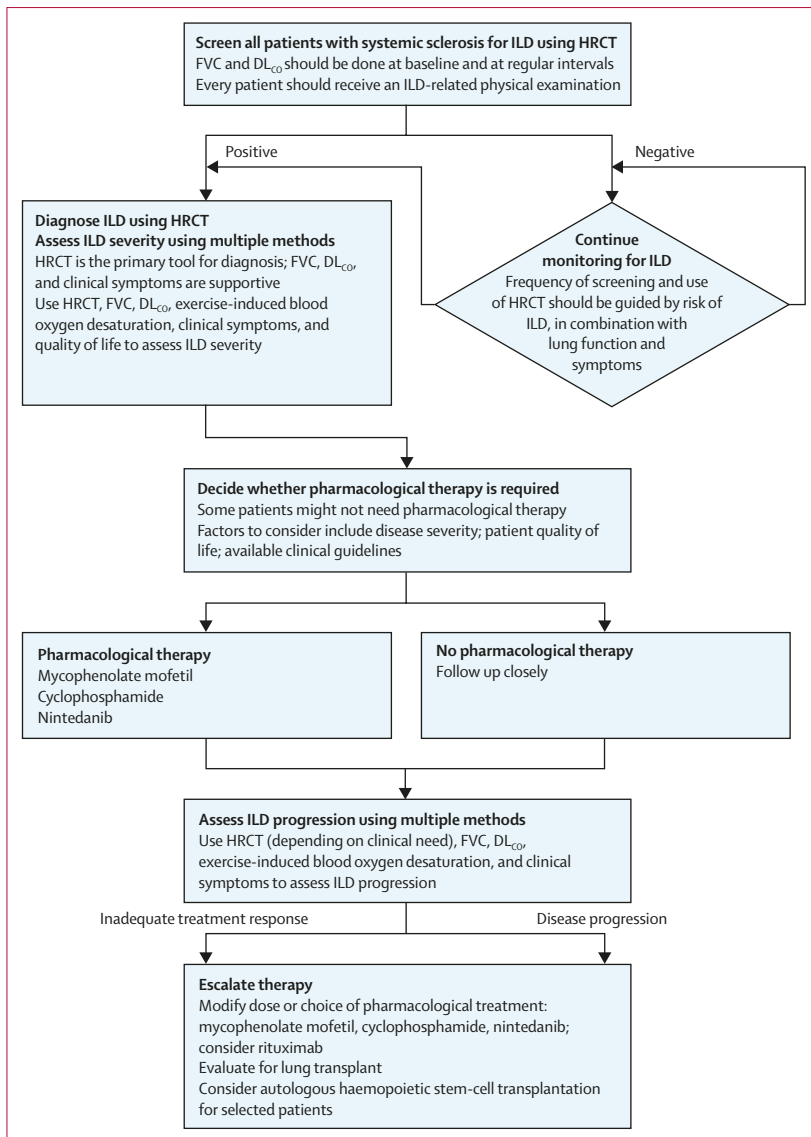 Screen all patients with systemic sclerosis for ILD using HRCT
FVC and DLCO should be done at baseline and at regular intervals
Every patient should receive an ILD-related physical examination
Positive
Negative
Diagnose ILD using HRCT
Assess ILD severity using multiple methods
HRCT is the primary tool for diagnosis; FVC, DLCO,
and clinical symptoms are supportive
Use HRCT, FVC, DLCO, exercise-induced blood
oxygen desaturation, clinical symptoms, and
quality of life to assess ILD severity
Continue
monitoring for ILD
Frequency of screening and use
of HRCT should be guided by risk of
ILD, in combination with
lung function and
symptoms
Decide whether pharmacological therapy is required
Some patients might not need pharmacological therapy
Factors to consider include disease severity; patient quality of
life; available clinical guidelines
Pharmacological therapy
Mycophenolate mofetil
Cyclophosphamide
Nintedanib
No pharmacological therapy
Follow up closely
Assess ILD progression using multiple methods
Use HRCT (depending on clinical need), FVC, DLCO,
exercise-induced blood oxygen desaturation, and clinical
symptoms to assess ILD progression
Inadequate treatment response
Disease progression
Escalate therapy
Modify dose or choice of pharmacological treatment:
mycophenolate mofetil, cyclophosphamide, nintedanib;
consider rituximab
Evaluate for lung transplant
Consider autologous haemopoietic stem-cell transplantation
for selected patients